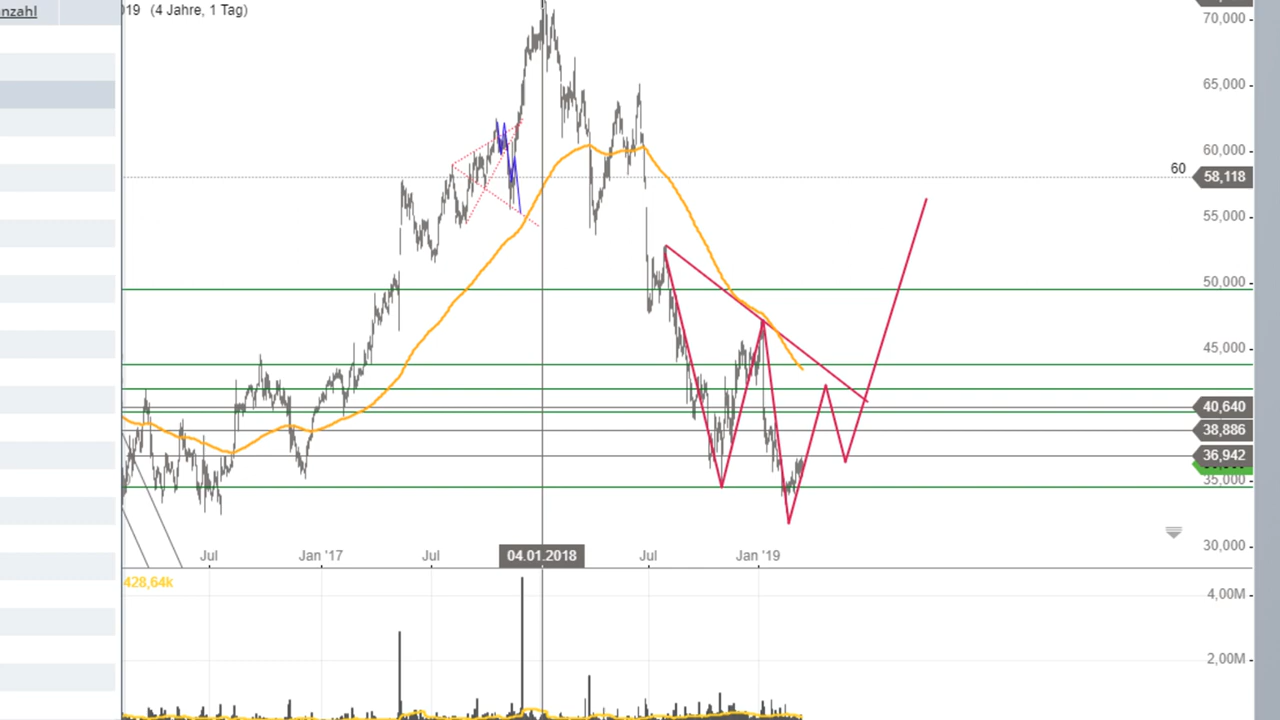 nzahl
019 (4 Jahre, 1 Tag)
70,000
65,000
60,000
60
58,118
55,000
50,000
45,000
40,640
38,886
36,942
35,000
30,000
Jul
Jan '17
Jul
04.01.2018
Jul
Jan '19
428,64k
4,00M
2,00M